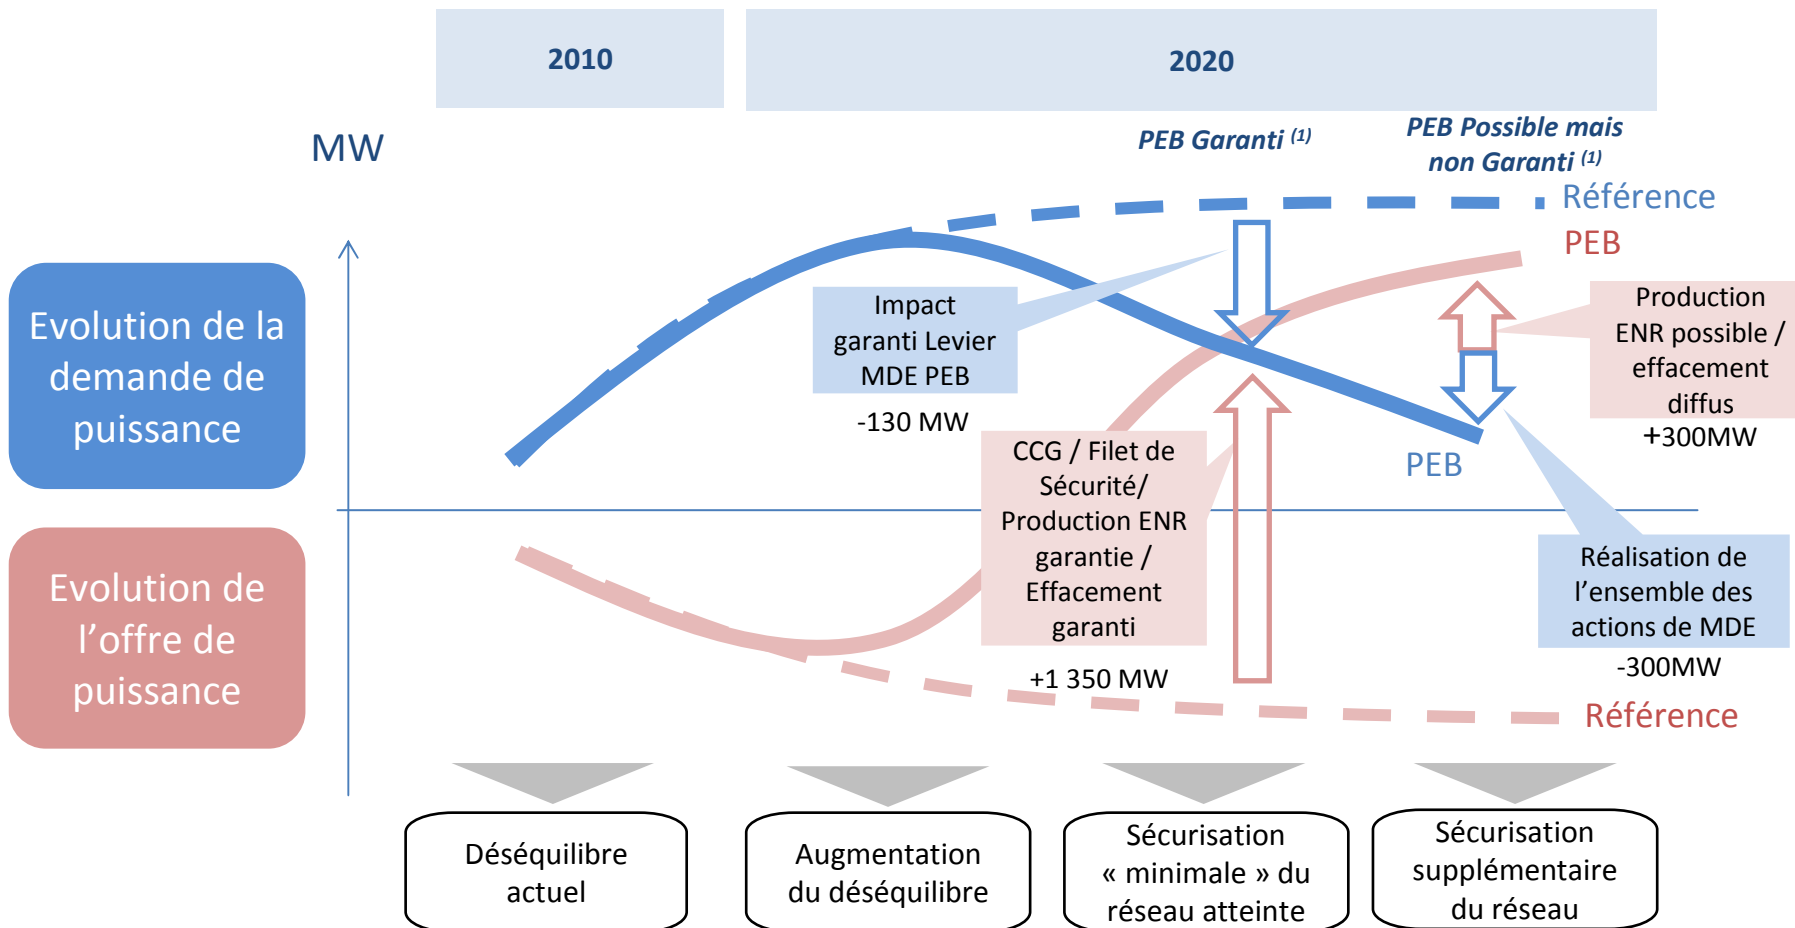 2010
2020
MW
PEB Garanti (1)
PEB Possible mais
non Garanti (1)
Référence
PEB
Evolution de la
demande de
puissance
Impact
garanti Levier
MDE PEB
-130 MW
Production
ENR possible /
effacement
diffus
+300MW
PEB
CCG / Filet de
Sécurité/
Production ENR
garantie /
Effacement
garanti
+1 350 MW
Evolution de
l’offre de
puissance
Réalisation de
l’ensemble des
actions de MDE
-300MW
Référence
Déséquilibre
actuel
Augmentation
du déséquilibre
Sécurisation
« minimale » du
réseau atteinte
Sécurisation
supplémentaire
du réseau